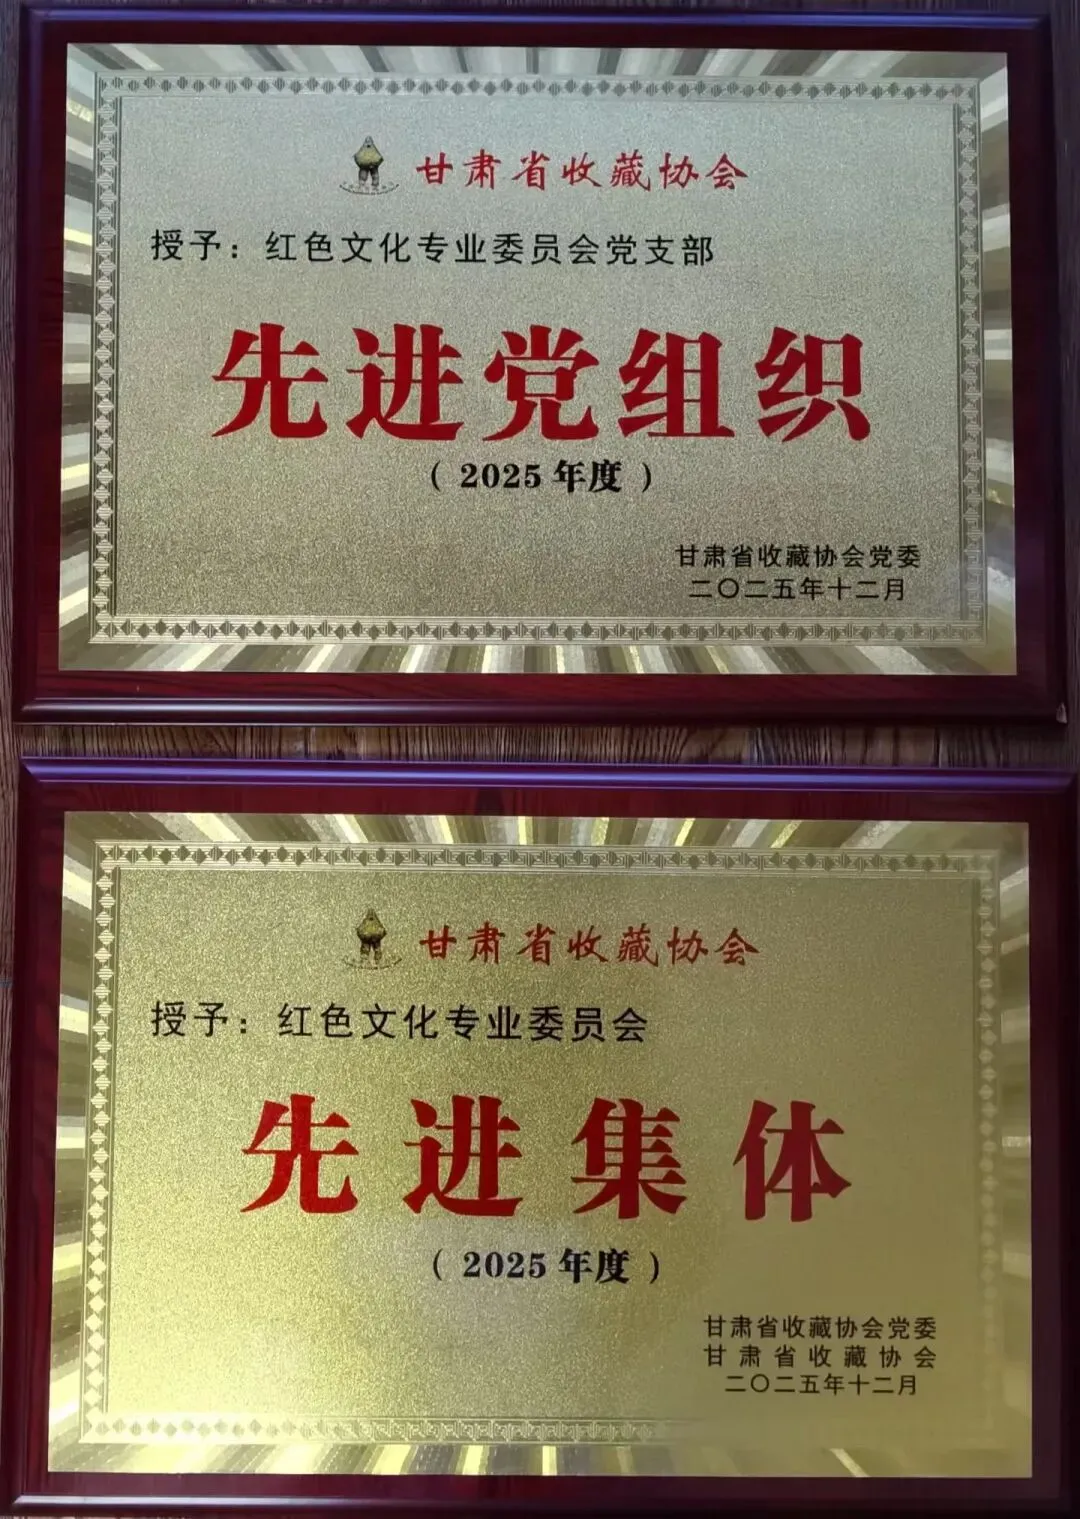 甘肃省收藏协会
授予：红色文化专业委员会党支部
先进党组织
（2025年度）
甘肃省收藏协会党委
二〇二五年十二月
甘肃省收藏协会
授予：红色文化专业委员会
先进集体
（2025年度）
甘肃省收藏协会党委
甘肃省收藏协会
二〇二五年十二月